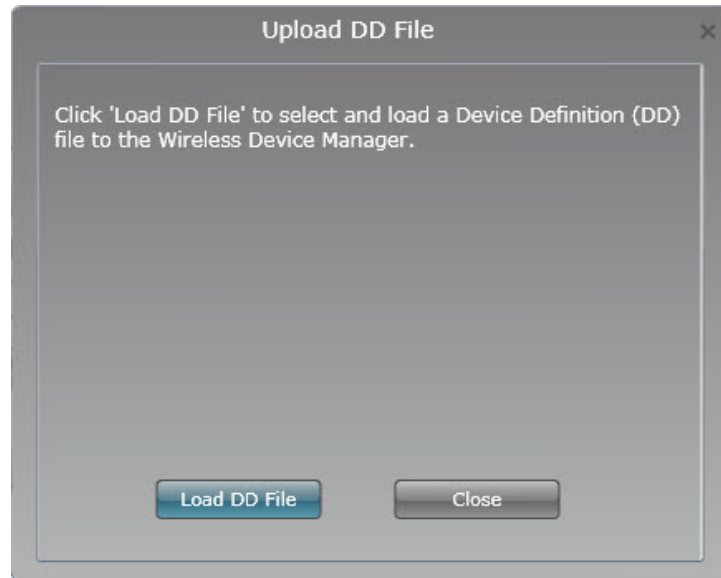 Upload DD File
Click 'Load DD File' to select and load a Device Definition (DD)
file to the Wireless Device Manager.
Load DD File
Close